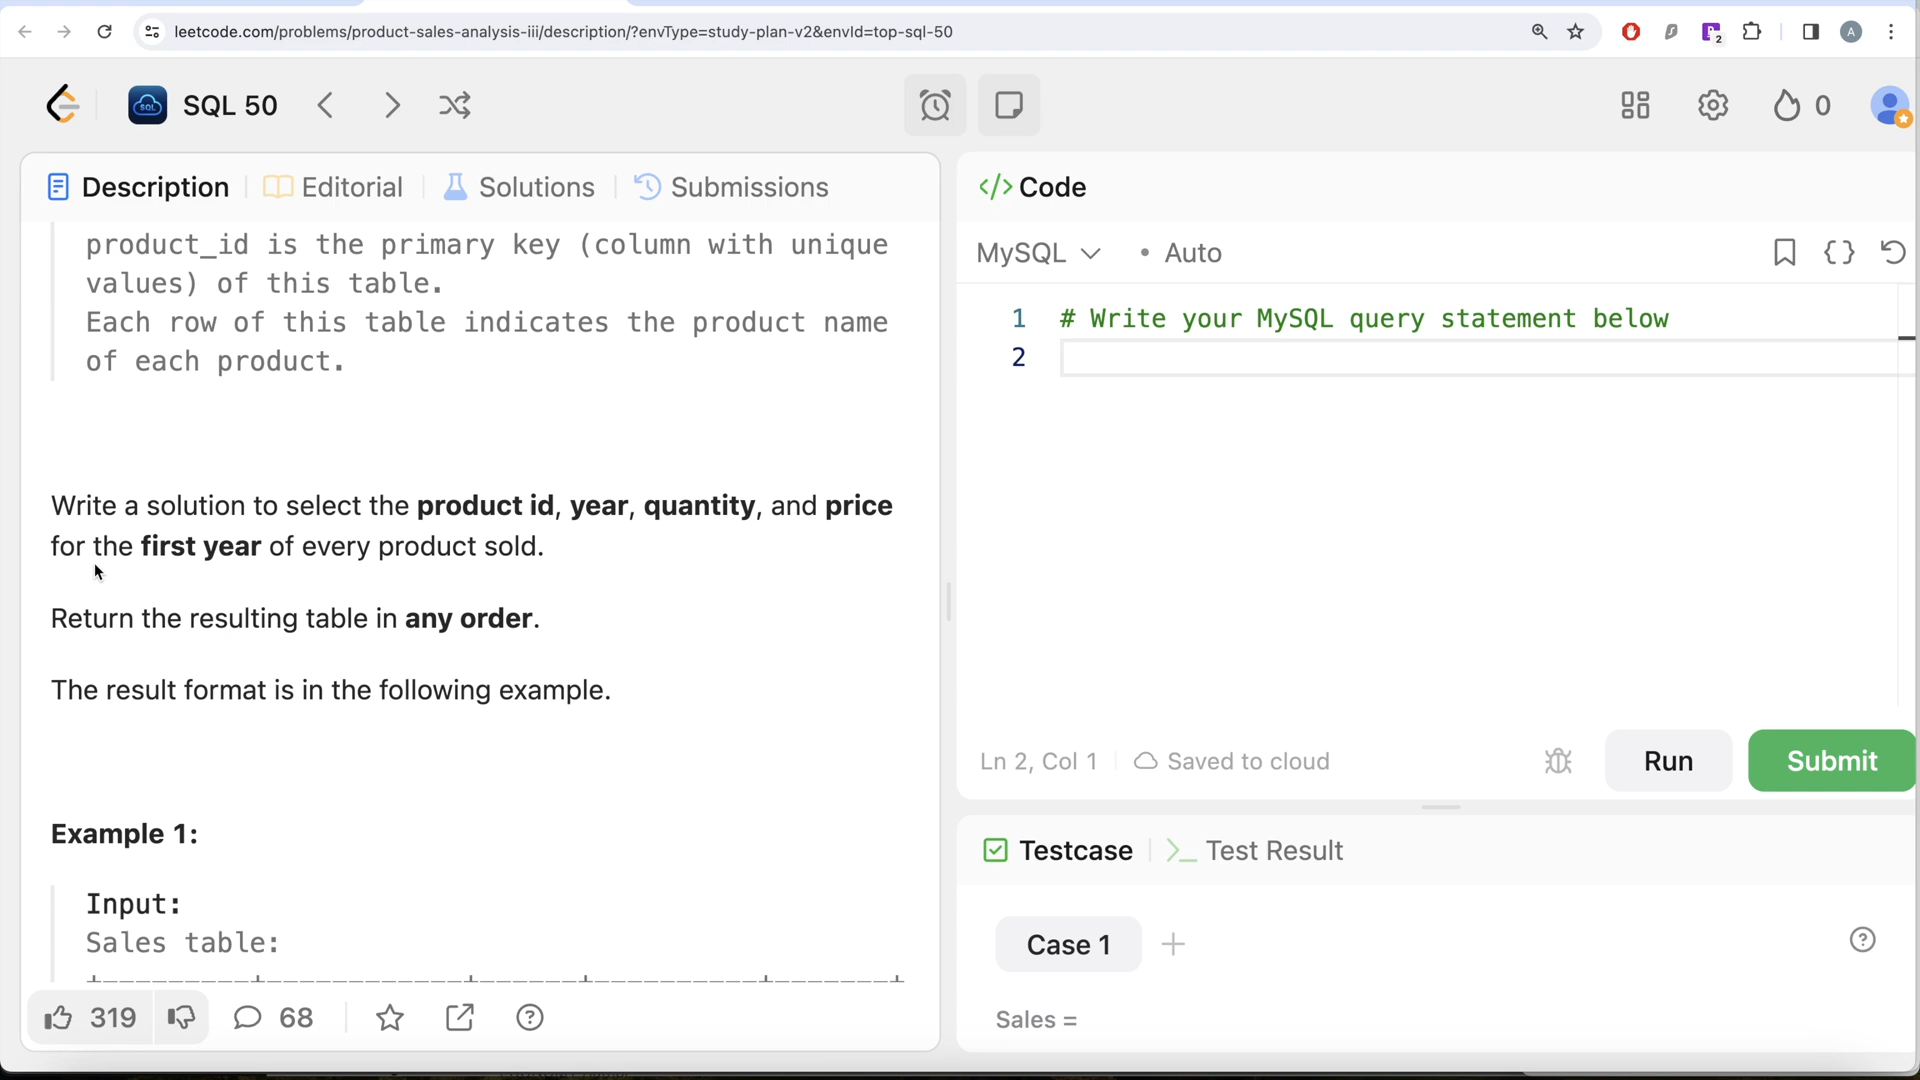 leetcode.com/problems/product-sales-analysis-iii/description/?envType=study-plan-v2&envId=top-sql-50
2
A
SQL
SQL 50
0
Description
Editorial
Solutions
Submissions
product_id is the primary key (column with unique
values) of this table.
Each row of this table indicates the product name
of each product.
Write a solution to select the product id, year, quantity, and price
for the first year of every product sold.
Return the resulting table in any order.
The result format is in the following example.
Example 1:
Input:
Sales table:
+----------+-------------+------+----------+-------+
319
68
</> Code
MySQL
• Auto
{}
1 # Write your MySQL query statement below
2
Ln 2, Col 1
Saved to cloud
Run
Submit
Testcase
>_ Test Result
Case 1
+
Sales =